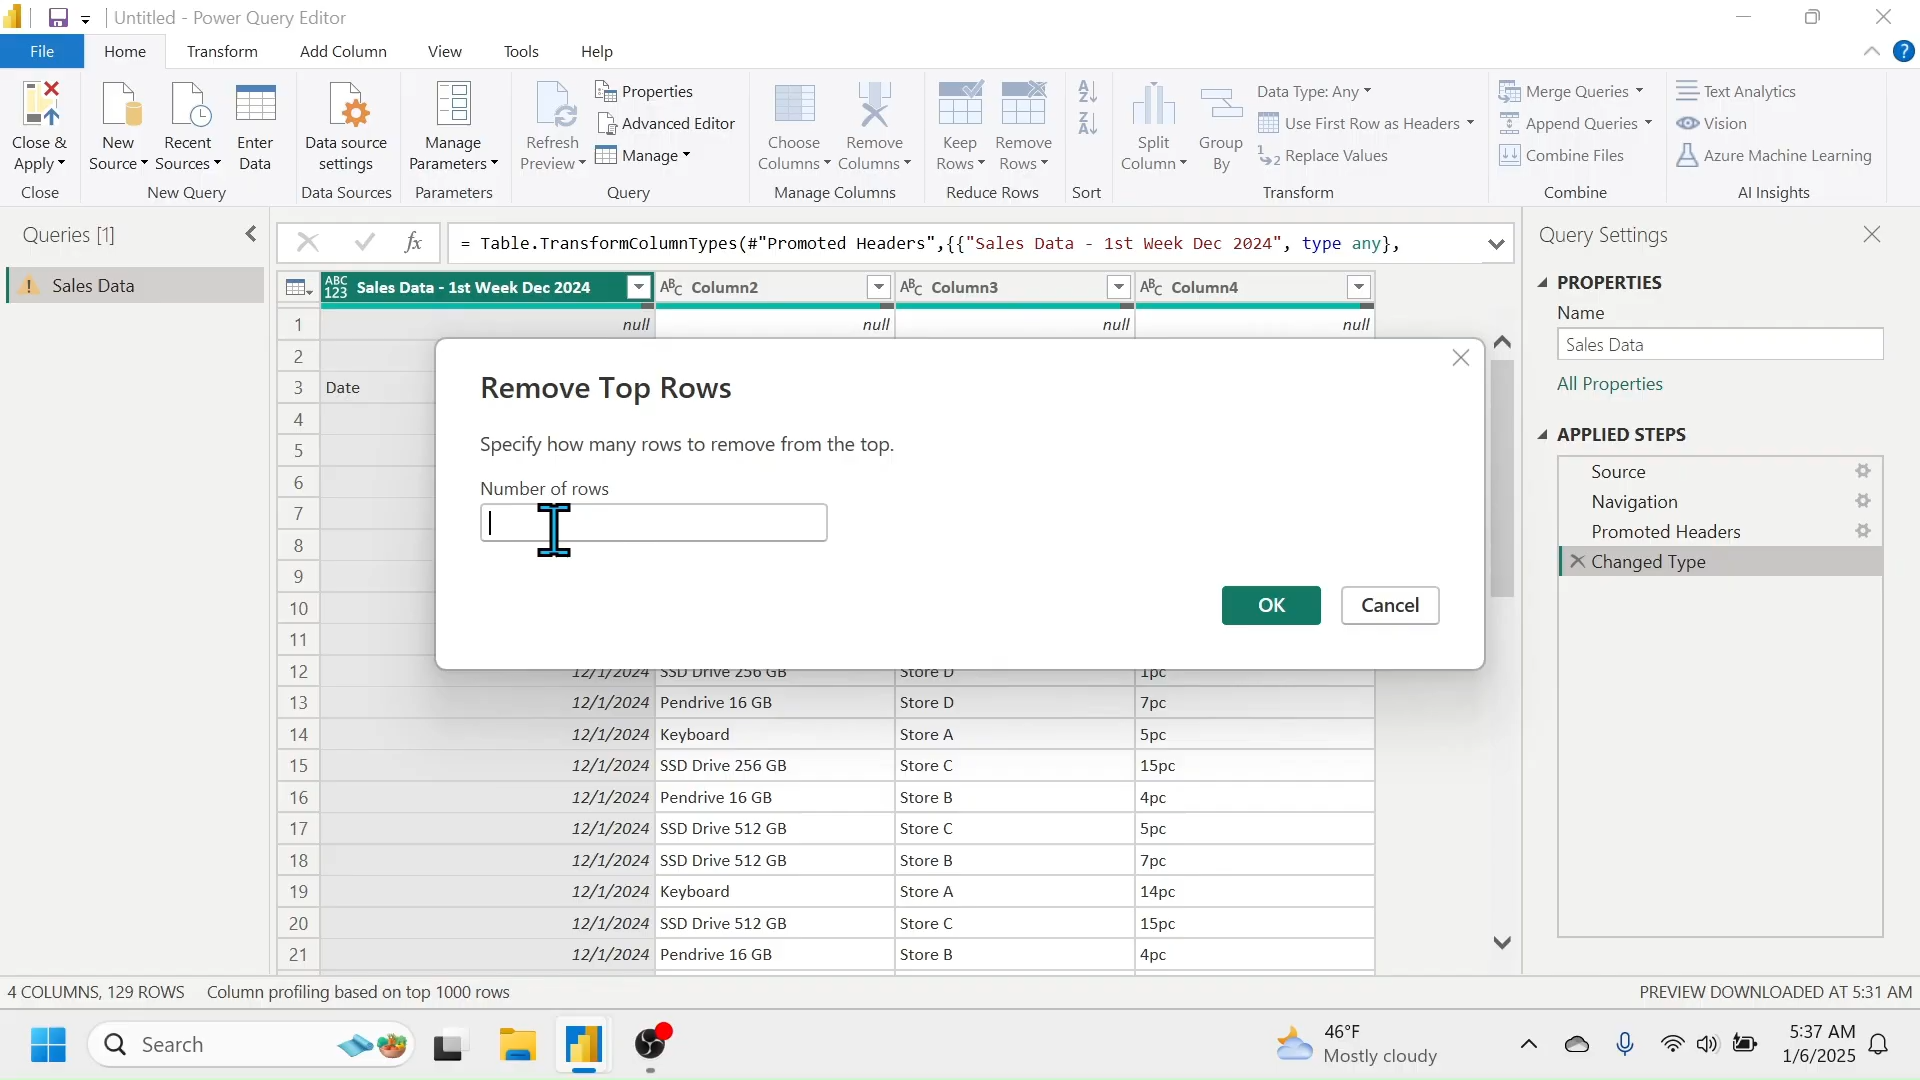 Untitled - Power Query Editor
File Home Transform Add Column View Tools Help
Close & Apply
New Source
Recent Sources
Enter Data
Data source settings
Manage Parameters
Refresh Preview
Properties
Advanced Editor
Manage
Choose Columns
Remove Columns
Keep Rows
Remove Rows
A Z
Z A
Split Column
Group By
Data Type: Any
Use First Row as Headers
1 2 Replace Values
Merge Queries
Append Queries
Combine Files
Text Analytics
Vision
Azure Machine Learning
Close New Query Data Sources Parameters Query Manage Columns Reduce Rows Sort Transform Combine AI Insights
Queries [1]
Sales Data
fx = Table.TransformColumnTypes(#"Promoted Headers",{{"Sales Data - 1st Week Dec 2024", type any},
ABC 123 Sales Data - 1st Week Dec 2024 ABC Column2 ABC Column3 ABC Column4
1 null null null null
2
3 Date
4
5
6
7
8
9
10
11
12 12/1/2024 SSD Drive 256 GB Store D 1pc
13 12/1/2024 Pendrive 16 GB Store D 7pc
14 12/1/2024 Keyboard Store A 5pc
15 12/1/2024 SSD Drive 256 GB Store C 15pc
16 12/1/2024 Pendrive 16 GB Store B 4pc
17 12/1/2024 SSD Drive 512 GB Store C 5pc
18 12/1/2024 SSD Drive 512 GB Store B 7pc
19 12/1/2024 Keyboard Store A 14pc
20 12/1/2024 SSD Drive 512 GB Store C 15pc
21 12/1/2024 Pendrive 16 GB Store B 4pc
Remove Top Rows
Specify how many rows to remove from the top.
Number of rows
OK Cancel
Query Settings
PROPERTIES
Name
Sales Data
All Properties
APPLIED STEPS
Source
Navigation
Promoted Headers
Changed Type
4 COLUMNS, 129 ROWS Column profiling based on top 1000 rows PREVIEW DOWNLOADED AT 5:31 AM
Search
46°F
Mostly cloudy
5:37 AM
1/6/2025